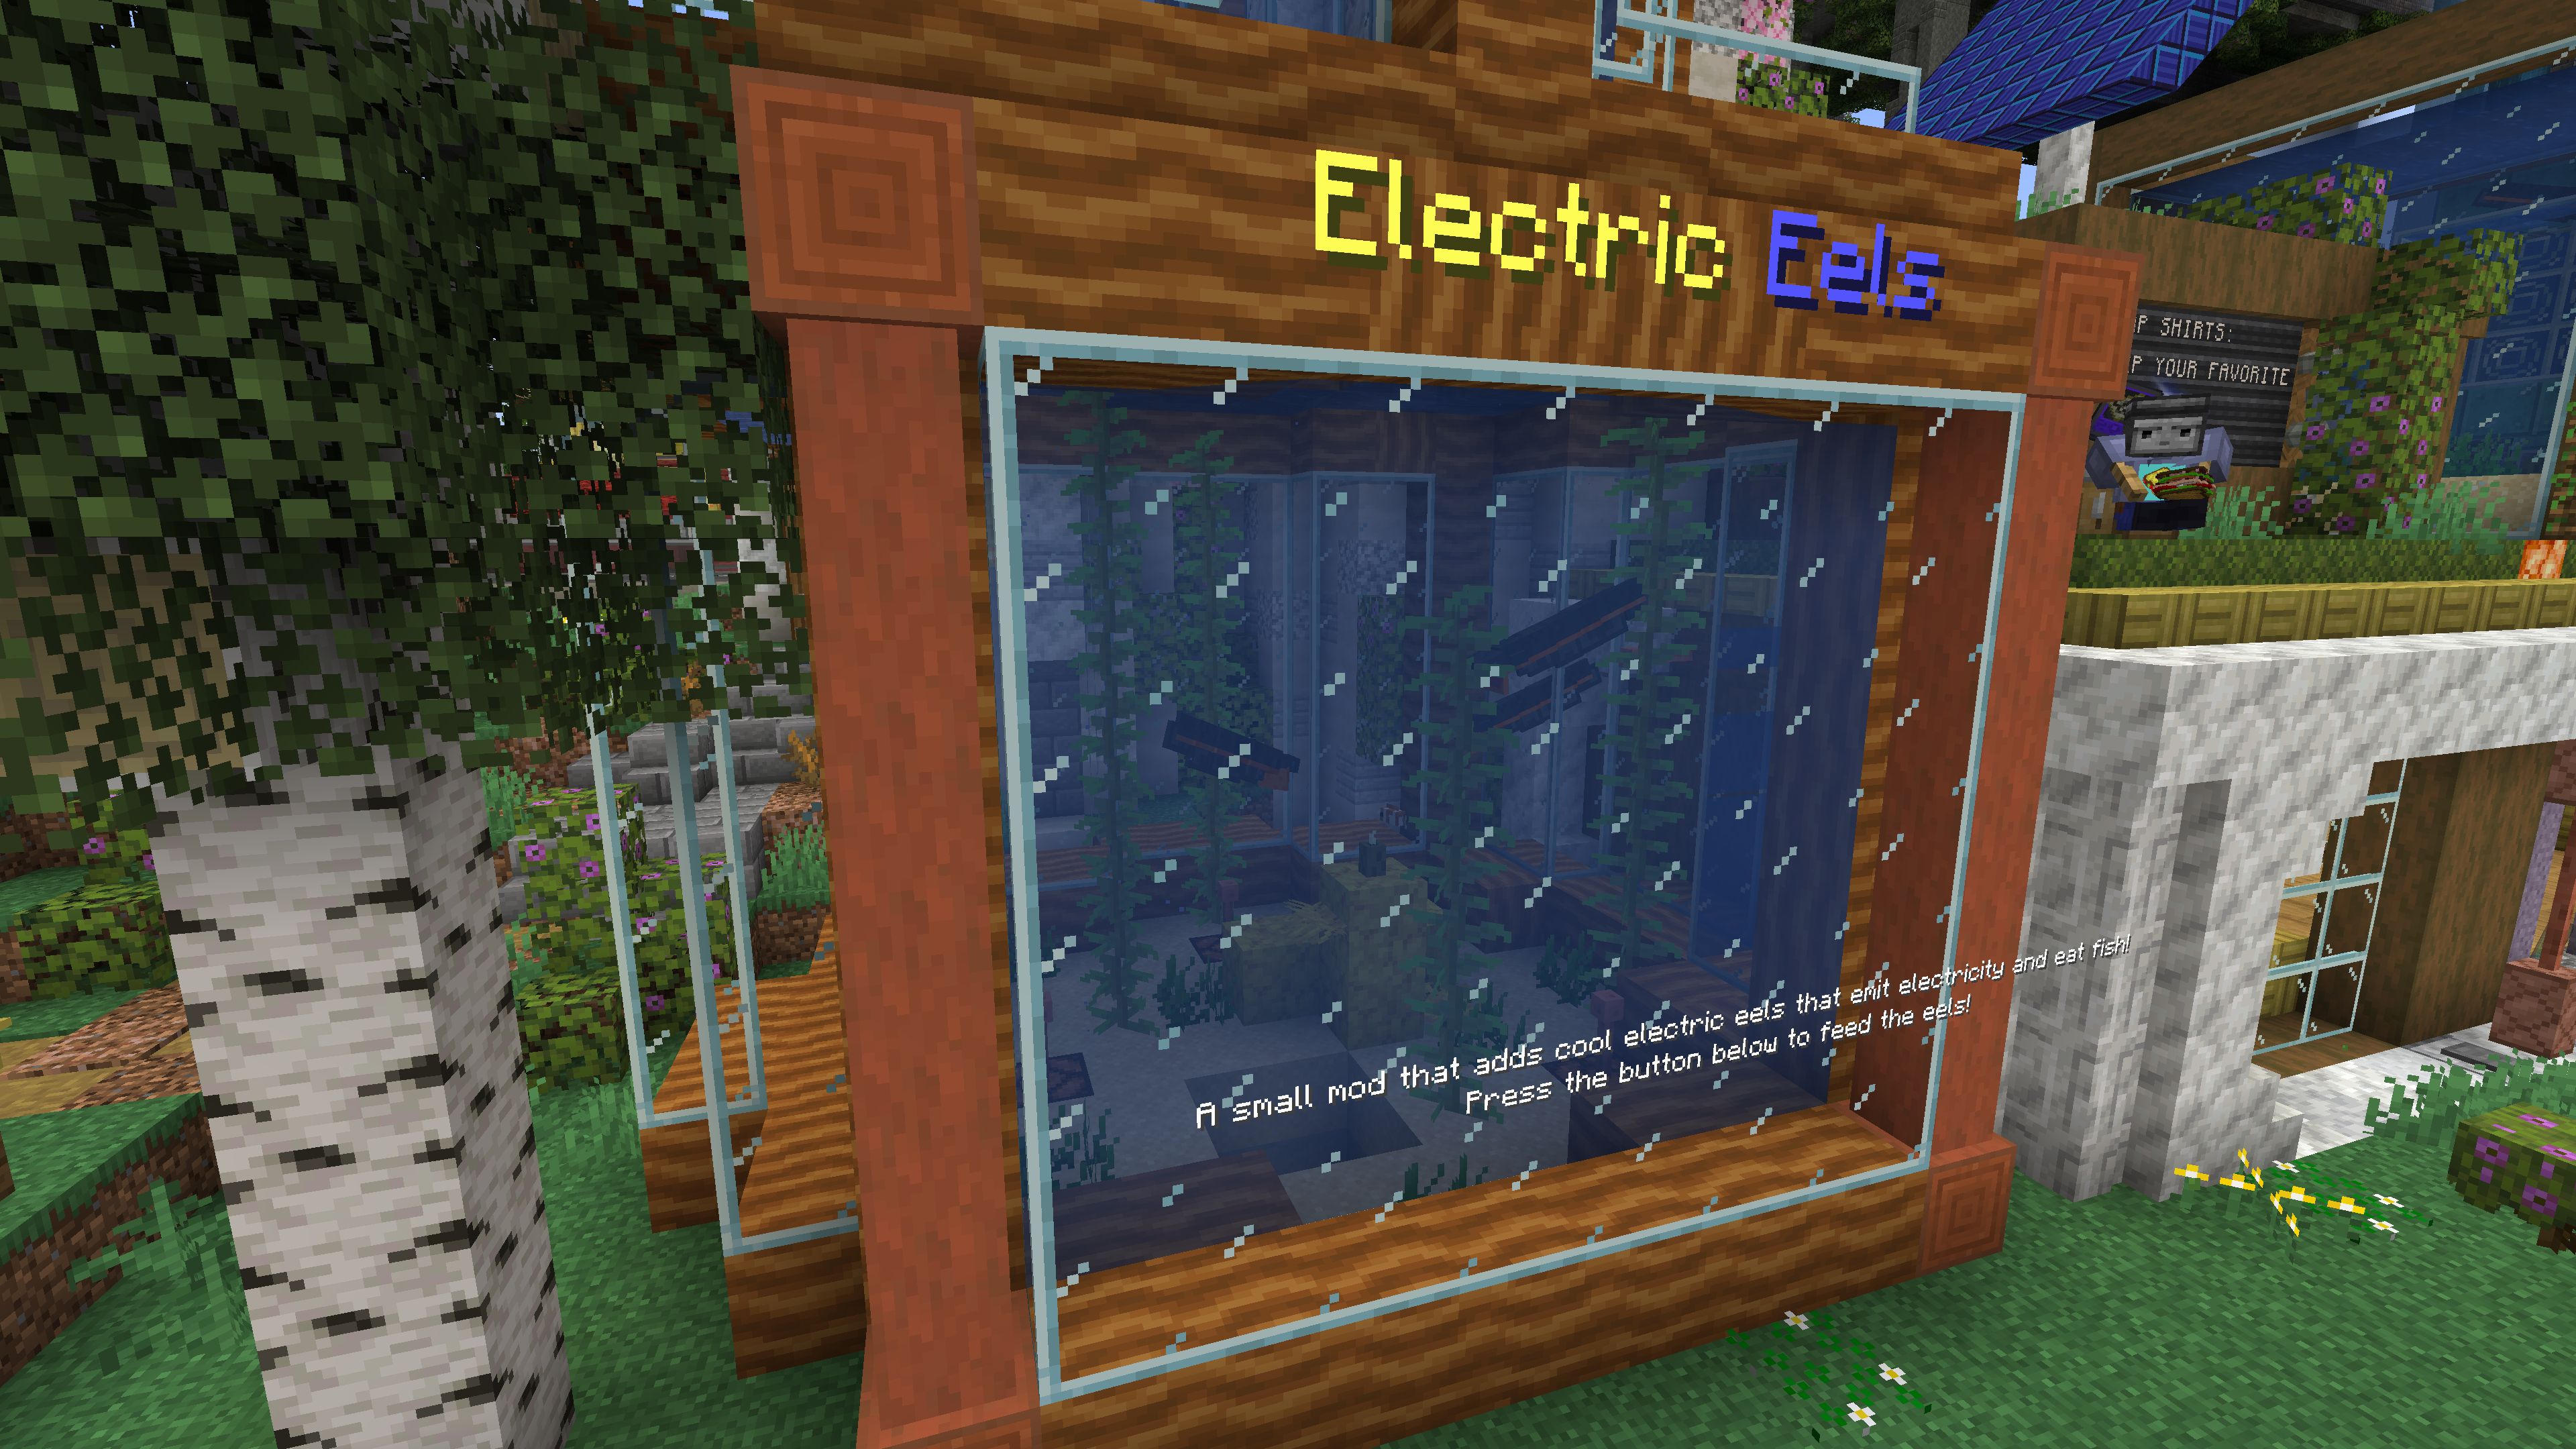 Electric Eels
SHIRTS:
YOUR FAVORITE
A small mod that adds cool electric eels that emit electricity and eat fish!
Press the button below to feed the eels!